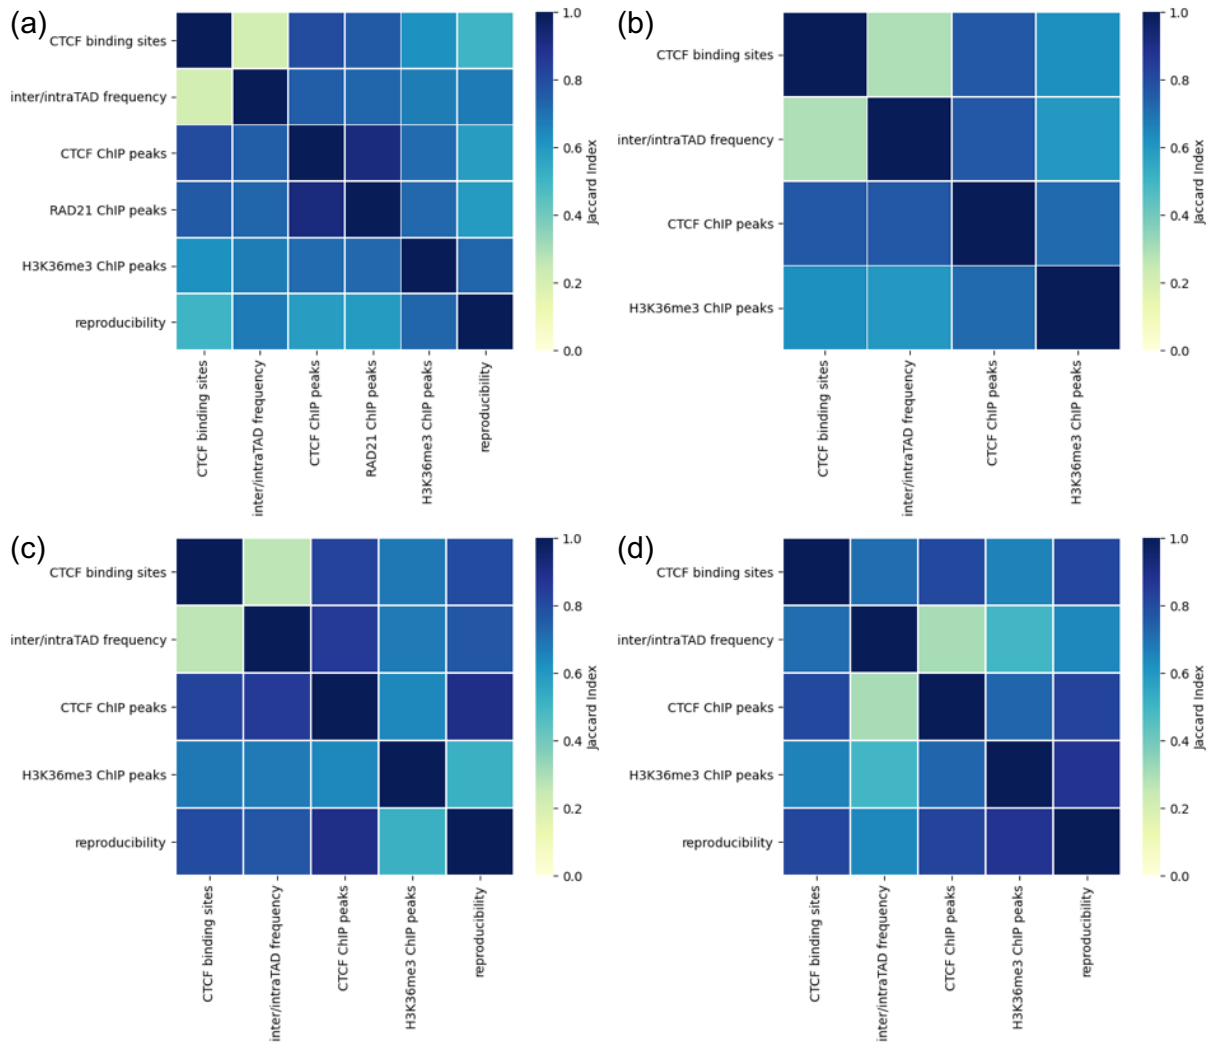 (a)
CTCF binding sites
inter/intraTAD frequency
CTCF ChIP peaks
RAD21 ChIP peaks
H3K36me3 ChIP peaks
reproducibility
CTCF binding sites
inter/intraTAD frequency
CTCF ChIP peaks
RAD21 ChIP peaks
H3K36me3 ChIP peaks
reproducibility
1.0
0.8
0.6
0.4
0.2
0.0
Jaccard Index
(b)
CTCF binding sites
inter/intraTAD frequency
CTCF ChIP peaks
H3K36me3 ChIP peaks
CTCF binding sites
inter/intraTAD frequency
CTCF ChIP peaks
H3K36me3 ChIP peaks
1.0
0.8
0.6
0.4
0.2
0.0
Jaccard Index
(c)
CTCF binding sites
inter/intraTAD frequency
CTCF ChIP peaks
H3K36me3 ChIP peaks
reproducibility
CTCF binding sites
inter/intraTAD frequency
CTCF ChIP peaks
H3K36me3 ChIP peaks
reproducibility
1.0
0.8
0.6
0.4
0.2
0.0
Jaccard Index
(d)
CTCF binding sites
inter/intraTAD frequency
CTCF ChIP peaks
H3K36me3 ChIP peaks
reproducibility
CTCF binding sites
inter/intraTAD frequency
CTCF ChIP peaks
H3K36me3 ChIP peaks
reproducibility
1.0
0.8
0.6
0.4
0.2
0.0
Jaccard Index